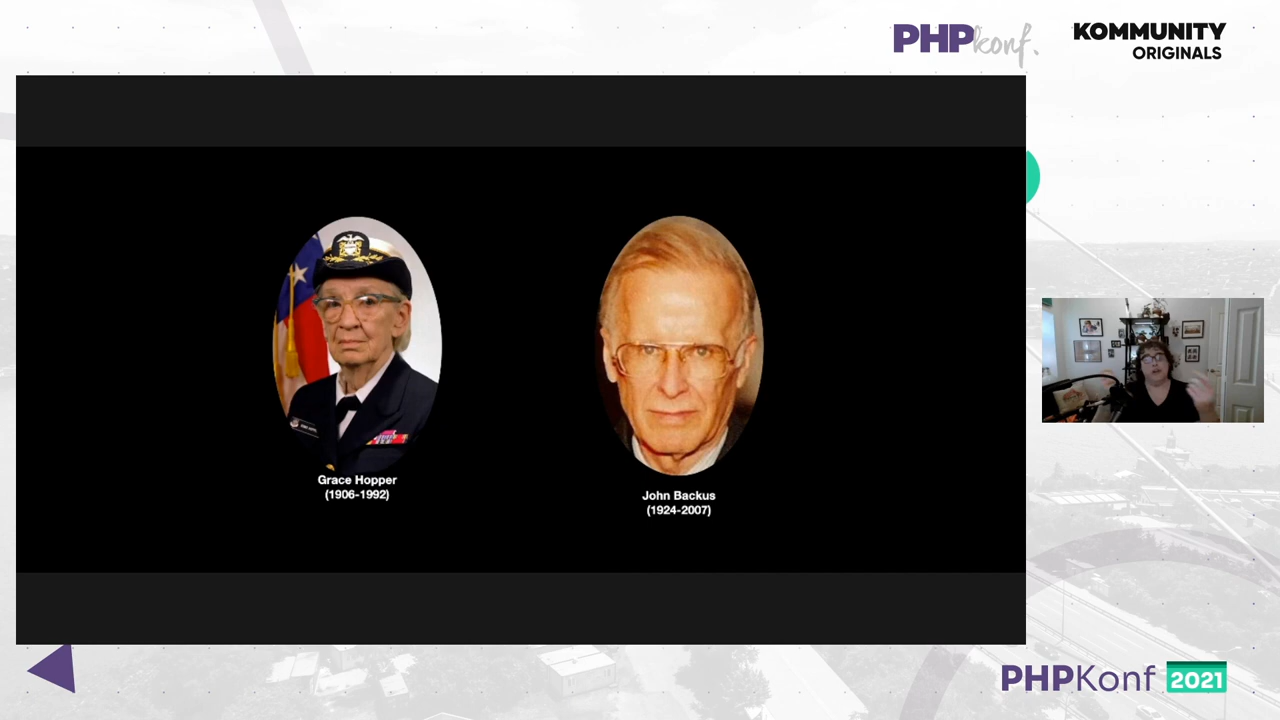 PHPkonf.
KOMMUNITY
ORIGINALS
Grace Hopper
(1906-1992)
John Backus
(1924-2007)
PHPKonf 2021